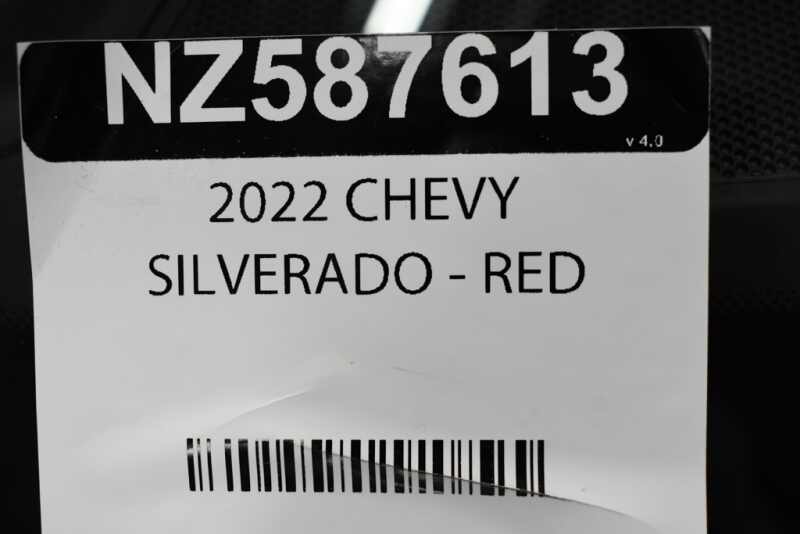 NZ587613
v 4.0
2022 CHEVY
SILVERADO - RED